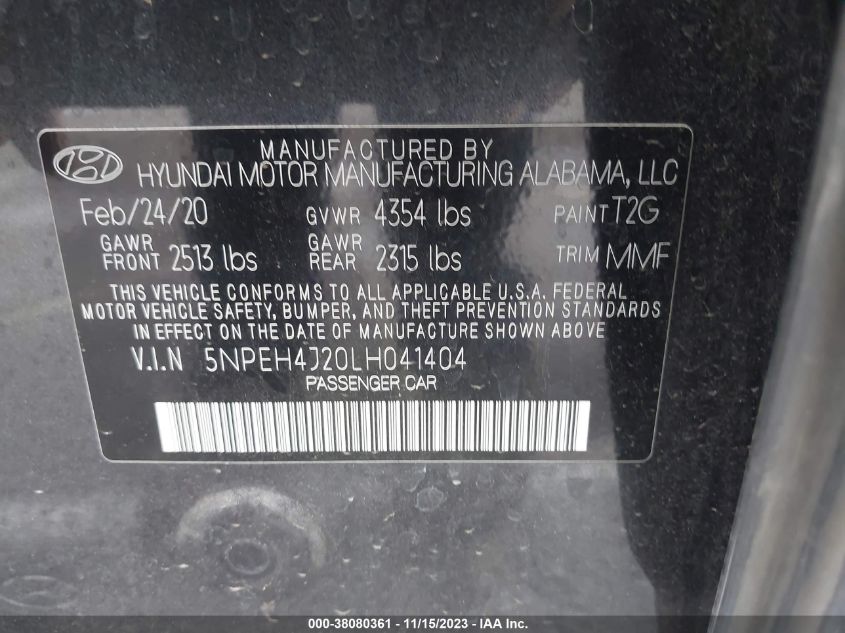 MANUFACTURED BY
HYUNDAI MOTOR MANUFACTURING ALABAMA, LLC
Feb/24/20 GVWR 4354 lbs PAINT T2G
GAWR FRONT 2513 lbs GAWR REAR 2315 lbs TRIM MMF
THIS VEHICLE CONFORMS TO ALL APPLICABLE U.S.A. FEDERAL
MOTOR VEHICLE SAFETY, BUMPER, AND THEFT PREVENTION STANDARDS
IN EFFECT ON THE DATE OF MANUFACTURE SHOWN ABOVE
V.I.N 5NPEH4J20LH041404
PASSENGER CAR
000-38080361 - 11/15/2023 - IAA Inc.